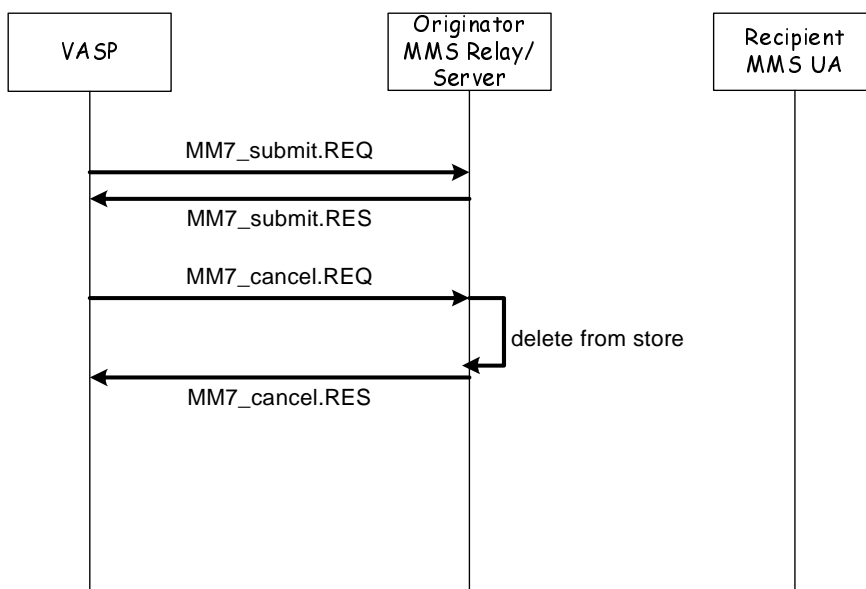 VASP
Originator
MMS Relay/
Server
Recipient
MMS UA
MM7_submit.REQ
MM7_submit.RES
MM7_cancel.REQ
delete from store
MM7_cancel.RES